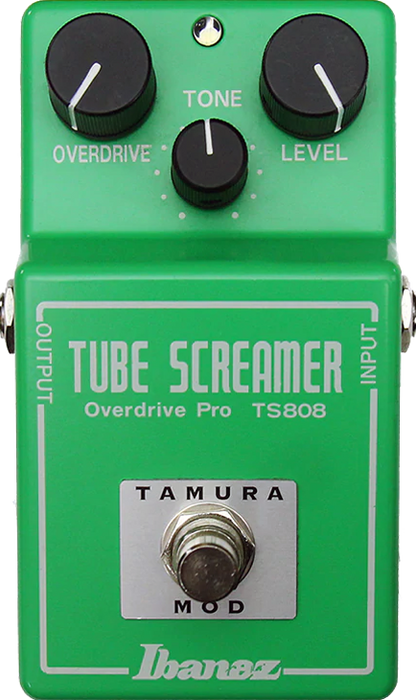 TONE
OVERDRIVE
LEVEL
OUTPUT
INPUT
TUBE SCREAMER
Overdrive Pro TS808
TAMURA
MOD
Ibanez